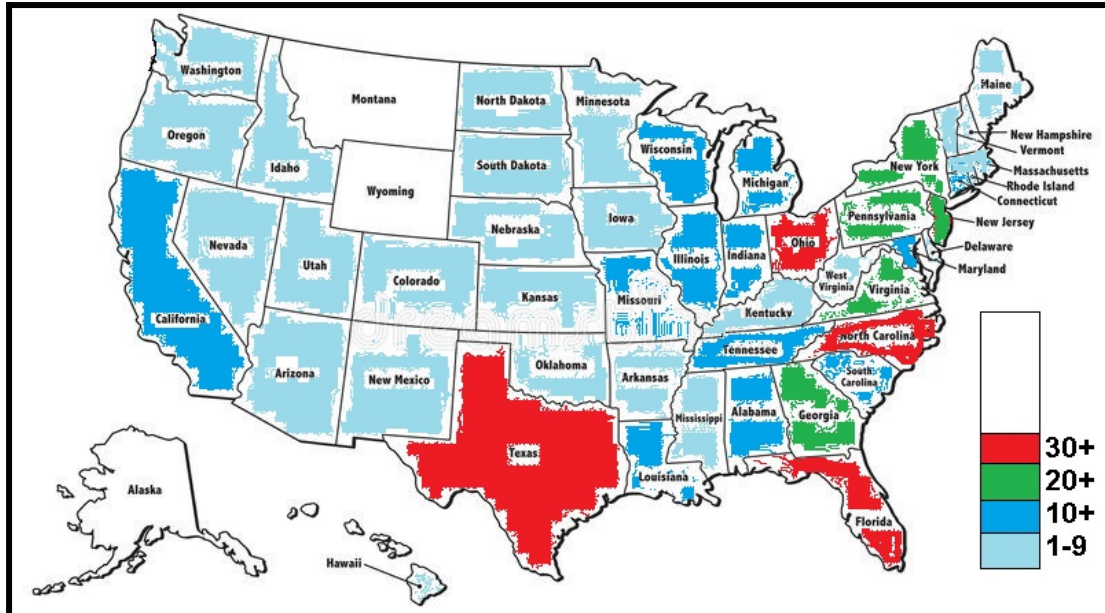 Washington
Montana
North Dakota
Minnesota
Maine
Oregon
Idaho
South Dakota
Wisconsin
Michigan
New York
New Hampshire
Vermont
Massachusetts
Rhode Island
Connecticut
Wyoming
Nebraska
Iowa
Pennsylvania
New Jersey
Nevada
Utah
Colorado
Kansas
Missouri
Illinois
Indiana
Ohio
West
Virginia
Virginia
Delaware
Maryland
California
Kentucky
Arizona
New Mexico
Oklahoma
Arkansas
Tennessee
North Carolina
South
Carolina
Texas
Louisiana
Mississippi
Alabama
Georgia
Florida
Alaska
Hawaii
30+
20+
10+
1-9